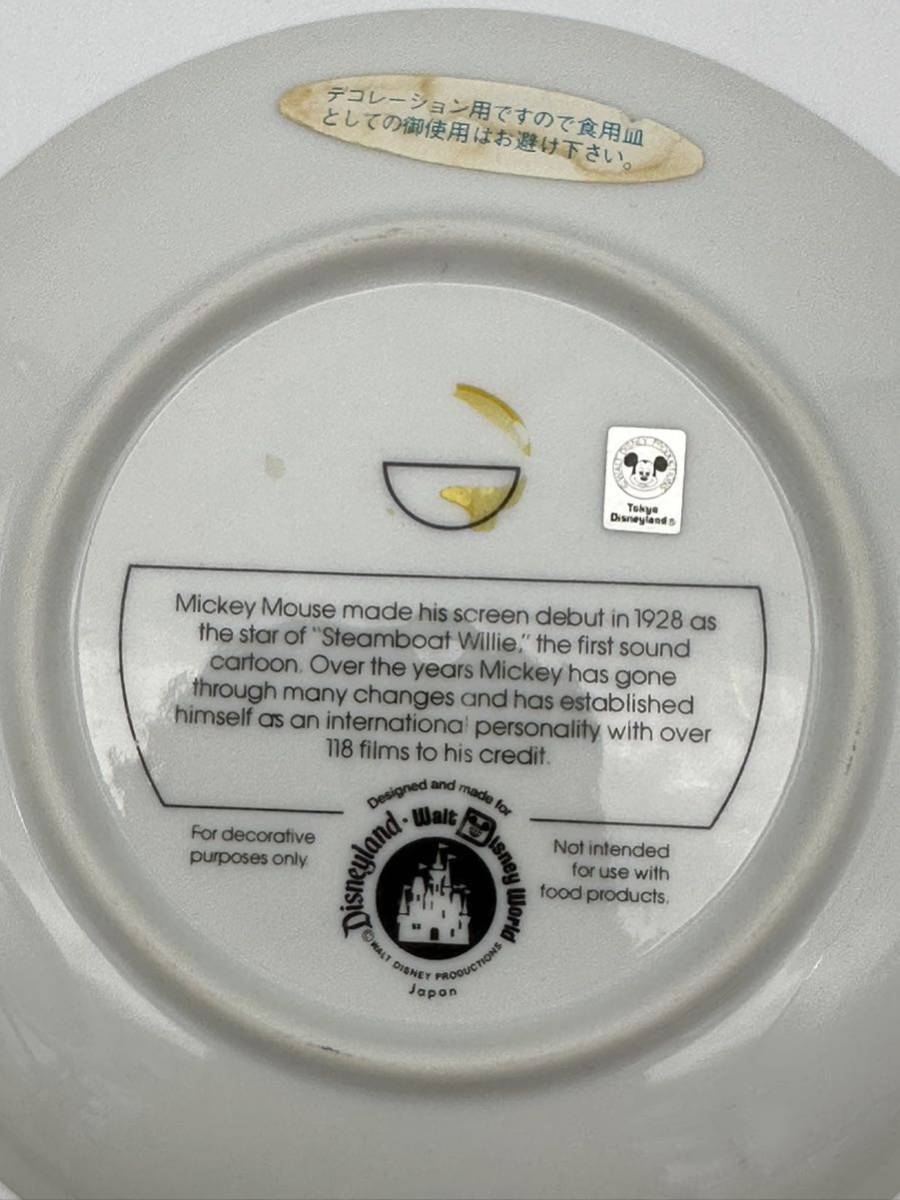 デコレーション用ですので食用皿
としての御使用はお避け下さい。
© WALT DISNEY PRODUCTIONS
Tokyo
Disneyland®
Mickey Mouse made his screen debut in 1928 as
the star of "Steamboat Willie," the first sound
cartoon. Over the years Mickey has gone
through many changes and has established
himself as an international personality with over
118 films to his credit.
For decorative
purposes only.
Designed and made for
Disneyland · Walt Disney World
© WALT DISNEY PRODUCTIONS
Japan
Not intended
for use with
food products.